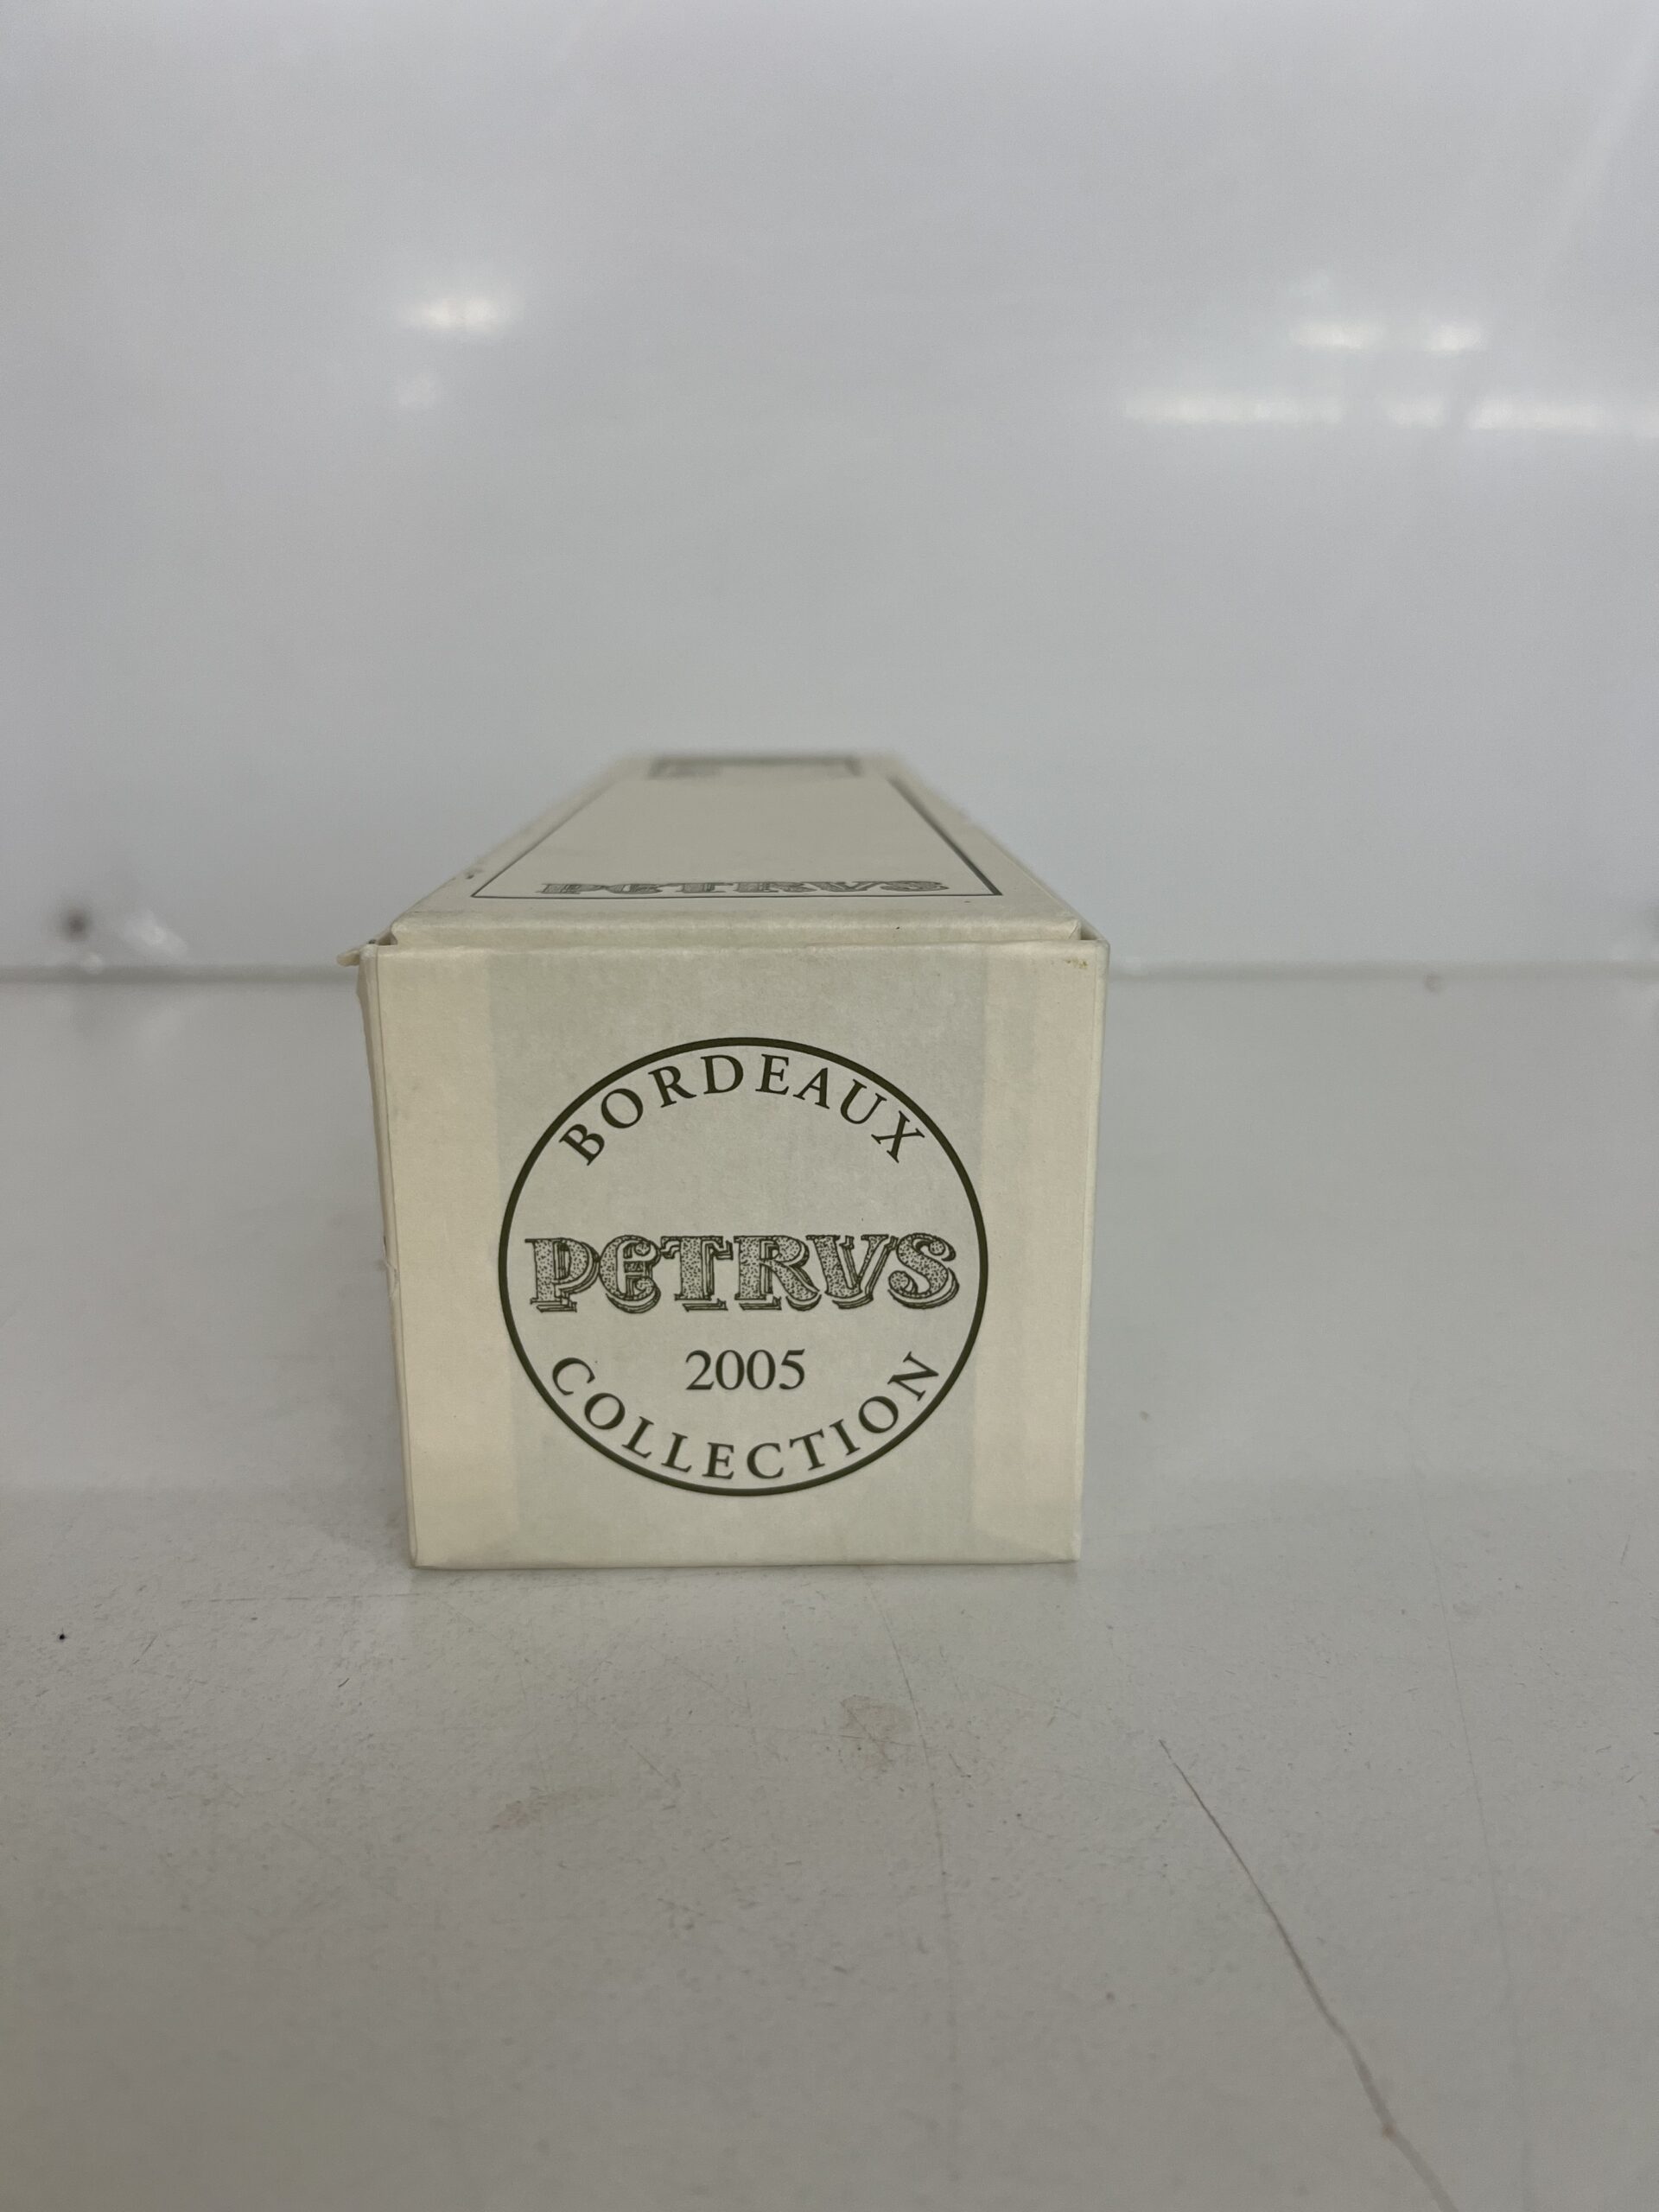 PETRVS
BORDEAUX
PETRVS
2005
COLLECTION